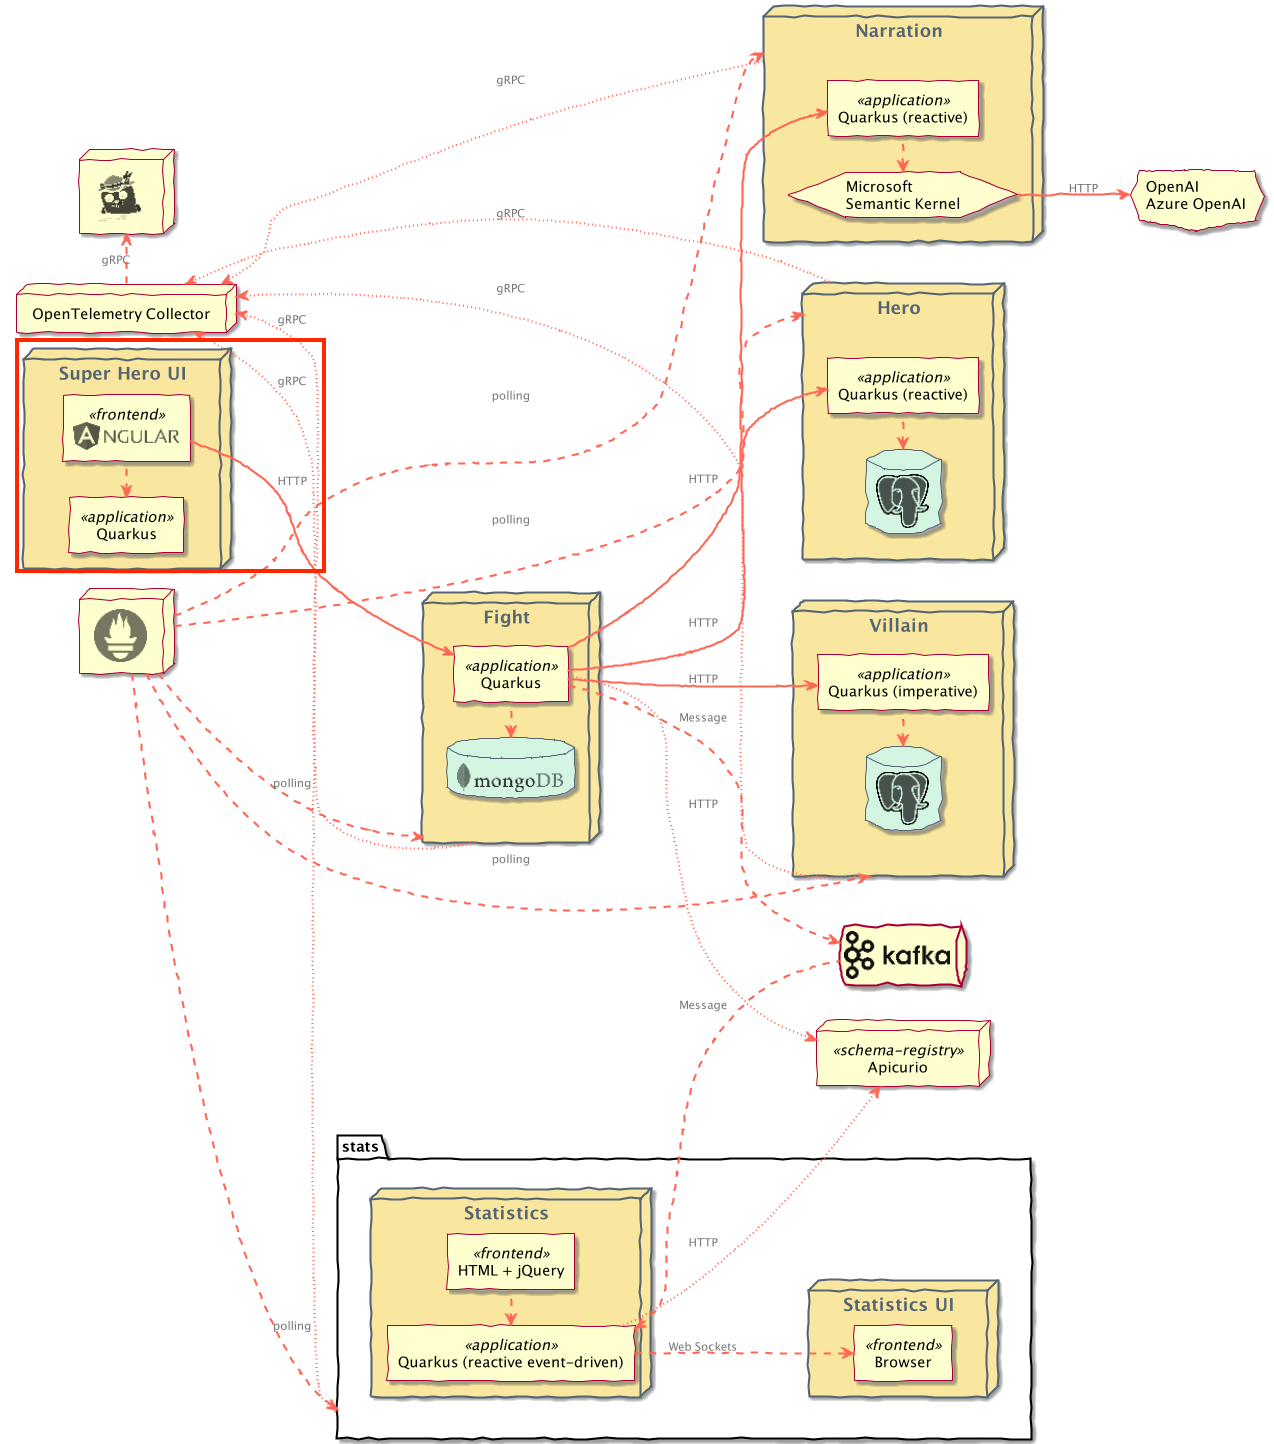 Narration
gRPC
«application»
Quarkus (reactive)
Microsoft
Semantic Kernel
HTTP
OpenAI
Azure OpenAI
gRPC
gRPC
OpenTelemetry Collector
gRPC
gRPC
gRPC
Hero
«application»
Quarkus (reactive)
Super Hero UI
«frontend»
ANGULAR
HTTP
«application»
Quarkus
polling
HTTP
polling
Fight
«application»
Quarkus
mongoDB
HTTP
HTTP
Message
HTTP
Villain
«application»
Quarkus (imperative)
polling
polling
kafka
Message
«schema-registry»
Apicurio
stats
Statistics
«frontend»
HTML + jQuery
HTTP
«application»
Quarkus (reactive event-driven)
polling
Web Sockets
Statistics UI
«frontend»
Browser